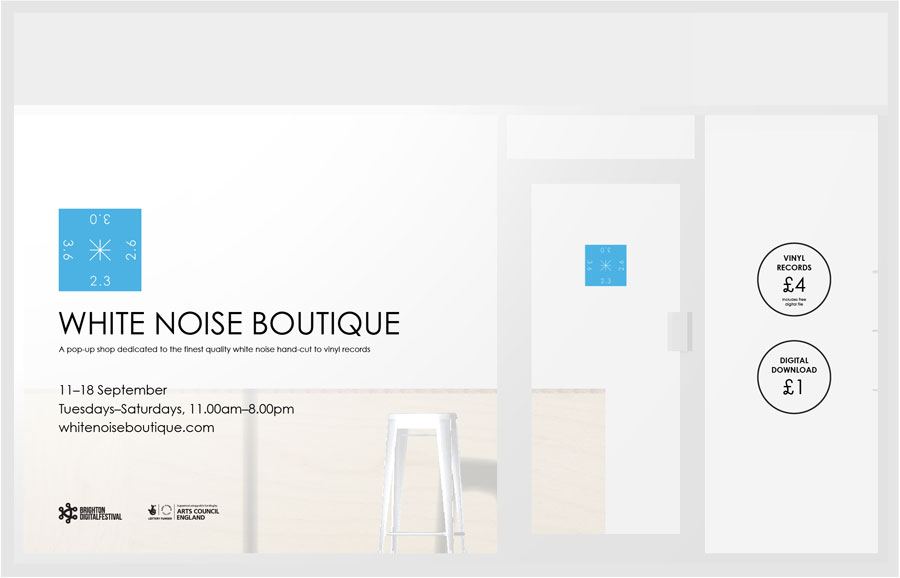 3.0
3.6
2.6
2.3
WHITE NOISE BOUTIQUE
A pop-up shop dedicated to the finest quality white noise hand-cut to vinyl records
11–18 September
Tuesdays–Saturdays, 11.00am–8.00pm
whitenoiseboutique.com
BRIGHTON
DIGITALFESTIVAL
LOTTERY FUNDED
ARTS COUNCIL
ENGLAND
3.0
3.6
2.6
2.3
VINYL
RECORDS
£4
includes free
digital file
DIGITAL
DOWNLOAD
£1